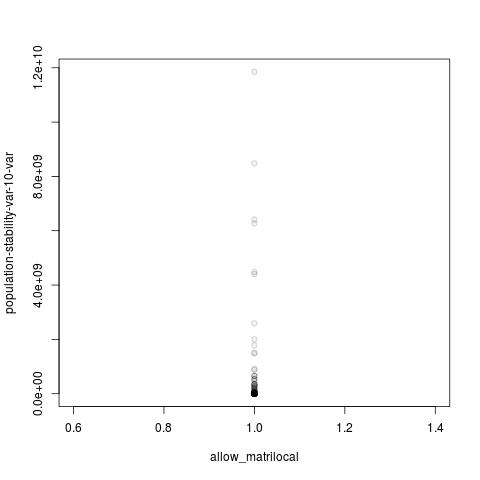 1.2e+10
8.0e+09
4.0e+09
0.0e+00
population-stability-var-10-var
0.6 0.8 1.0 1.2 1.4
allow_matrilocal